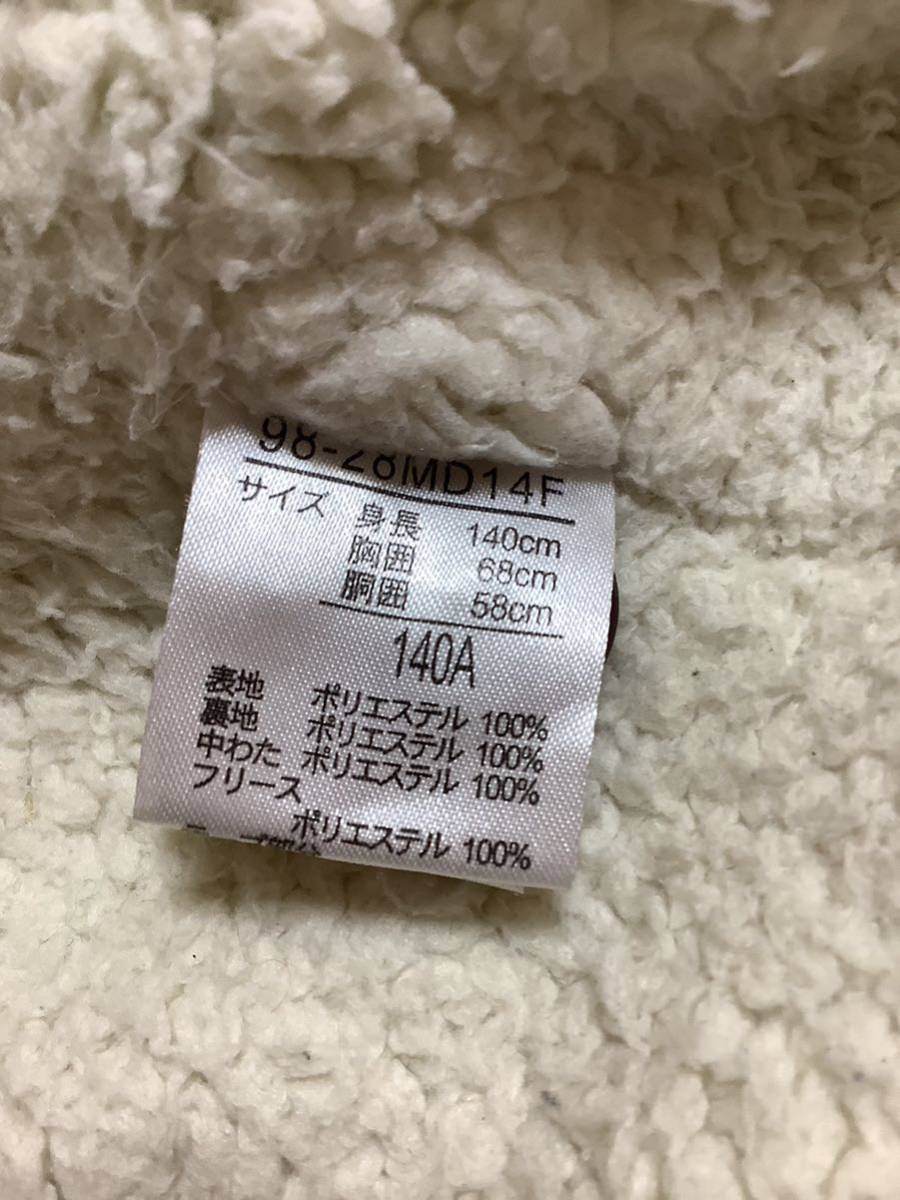 98-28MD14F
サイズ 身長 140cm
胸囲 68cm
胴囲 58cm
140A
表地 ポリエステル 100%
裏地 ポリエステル 100%
中わた ポリエステル 100%
フリース
ポリエステル 100%